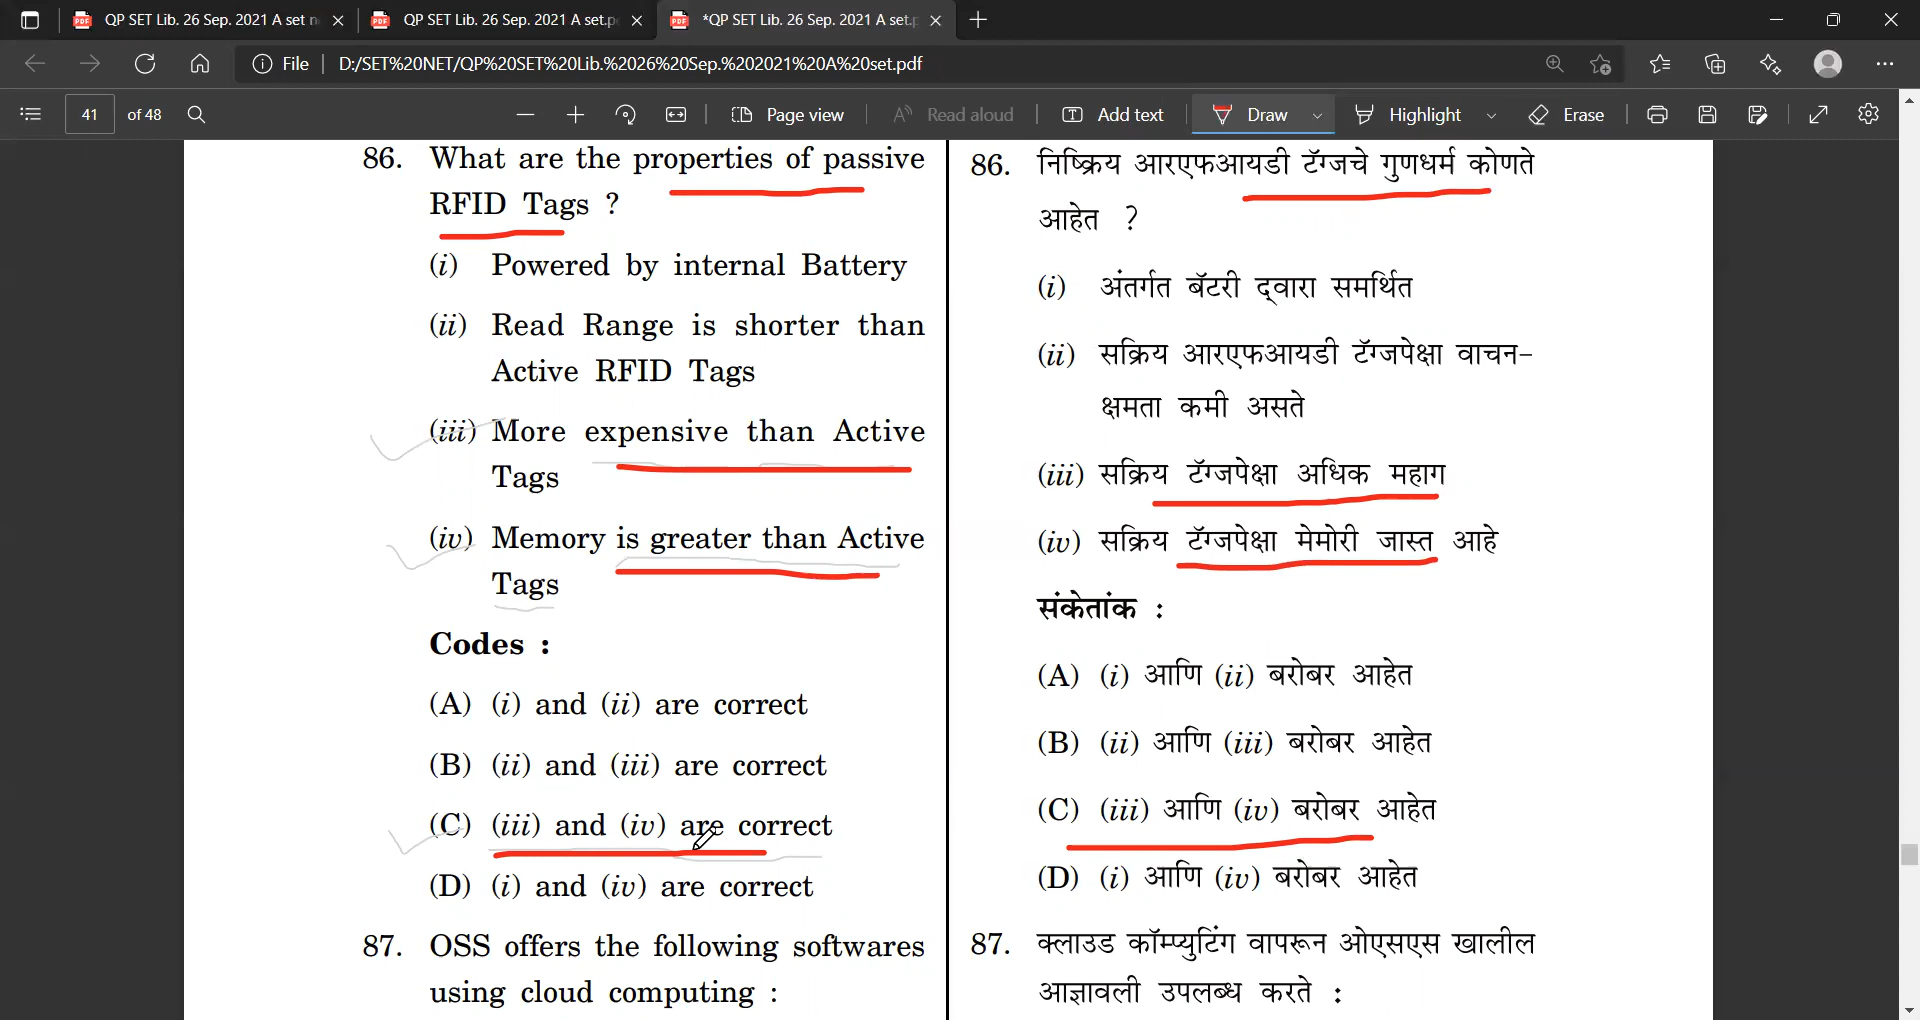 QP SET Lib. 26 Sep. 2021 A set n
QP SET Lib. 26 Sep. 2021 A set.p
*QP SET Lib. 26 Sep. 2021 A set.p
File
D:/SET%20NET/QP%20SET%20Lib.%2026%20Sep.%202021%20A%20set.pdf
41 of 48
Page view
Read aloud
Add text
Draw
Highlight
Erase
86. What are the properties of passive
RFID Tags ?
(i) Powered by internal Battery
(ii) Read Range is shorter than
Active RFID Tags
(iii) More expensive than Active
Tags
(iv) Memory is greater than Active
Tags
Codes :
(A) (i) and (ii) are correct
(B) (ii) and (iii) are correct
(C) (iii) and (iv) are correct
(D) (i) and (iv) are correct
87. OSS offers the following softwares
using cloud computing :
86. निष्क्रिय आरएफआयडी टॅग्जचे गुणधर्म कोणते
आहेत ?
(i) अंतर्गत बॅटरी द्वारा समर्थित
(ii) सक्रिय आरएफआयडी टॅग्जपेक्षा वाचन-
क्षमता कमी असते
(iii) सक्रिय टॅग्जपेक्षा अधिक महाग
(iv) सक्रिय टॅग्जपेक्षा मेमोरी जास्त आहे
संकेतांक :
(A) (i) आणि (ii) बरोबर आहेत
(B) (ii) आणि (iii) बरोबर आहेत
(C) (iii) आणि (iv) बरोबर आहेत
(D) (i) आणि (iv) बरोबर आहेत
87. क्लाउड कॉम्प्युटिंग वापरून ओएसएस खालील
आज्ञावली उपलब्ध करते :